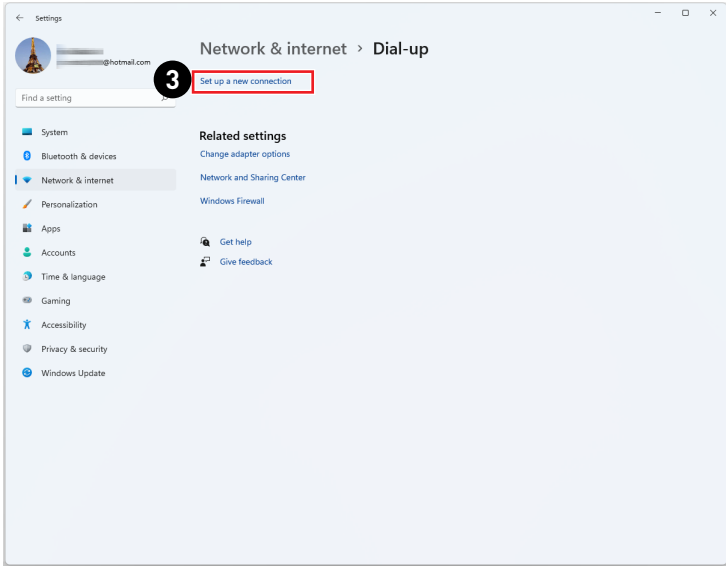 Settings
@hotmail.com
Find a setting
System
Bluetooth & devices
Network & internet
Personalization
Apps
Accounts
Time & language
Gaming
Accessibility
Privacy & security
Windows Update
Network & internet > Dial-up
3
Set up a new connection
Related settings
Change adapter options
Network and Sharing Center
Windows Firewall
Get help
Give feedback